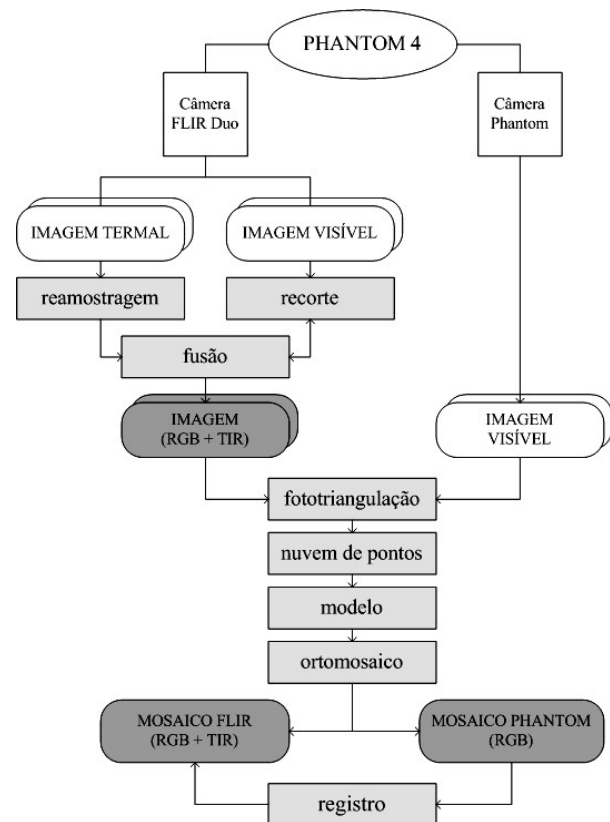 PHANTOM 4
Câmera
FLIR Duo
Câmera
Phantom
IMAGEM TERMAL
IMAGEM VISÍVEL
reamostragem
recorte
fusão
IMAGEM
(RGB + TIR)
IMAGEM
VISÍVEL
fototriangulação
nuvem de pontos
modelo
ortomosaico
MOSAICO FLIR
(RGB + TIR)
MOSAICO PHANTOM
(RGB)
registro